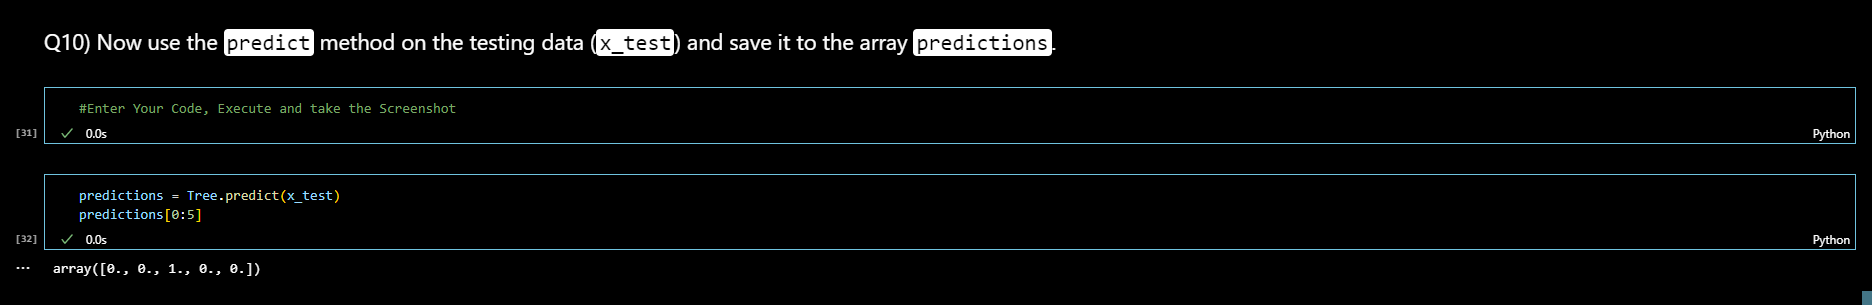 Q10) Now use the predict method on the testing data (x_test) and save it to the array predictions.
#Enter Your Code, Execute and take the Screenshot
[31] 0.0s Python
predictions = Tree.predict(x_test)
predictions[0:5]
[32] 0.0s Python
... array([0., 0., 1., 0., 0.])